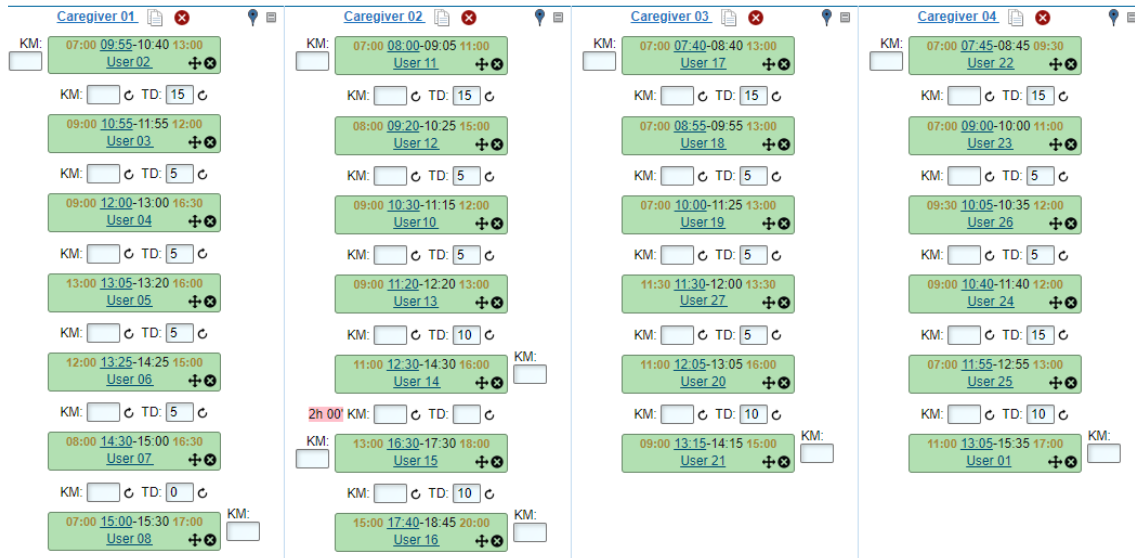 Caregiver 01
KM:
07:00 09:55-10:40 13:00
User 02
KM: TD: 15
09:00 10:55-11:55 12:00
User 03
KM: TD: 5
09:00 12:00-13:00 16:30
User 04
KM: TD: 5
13:00 13:05-13:20 16:00
User 05
KM: TD: 5
12:00 13:25-14:25 15:00
User 06
KM: TD: 5
08:00 14:30-15:00 16:30
User 07
KM: TD: 0
07:00 15:00-15:30 17:00
User 08
KM:
Caregiver 02
KM:
07:00 08:00-09:05 11:00
User 11
KM: TD: 15
08:00 09:20-10:25 15:00
User 12
KM: TD: 5
09:00 10:30-11:15 12:00
User10
KM: TD: 5
09:00 11:20-12:20 13:00
User 13
KM: TD: 10
11:00 12:30-14:30 16:00
User 14
KM:
2h 00' KM: TD:
KM:
13:00 16:30-17:30 18:00
User 15
KM: TD: 10
15:00 17:40-18:45 20:00
User 16
KM:
Caregiver 03
KM:
07:00 07:40-08:40 13:00
User 17
KM: TD: 15
07:00 08:55-09:55 13:00
User 18
KM: TD: 5
07:00 10:00-11:25 13:00
User 19
KM: TD: 5
11:30 11:30-12:00 13:30
User 27
KM: TD: 5
11:00 12:05-13:05 16:00
User 20
KM: TD: 10
09:00 13:15-14:15 15:00
User 21
KM:
Caregiver 04
KM:
07:00 07:45-08:45 09:30
User 22
KM: TD: 15
07:00 09:00-10:00 11:00
User 23
KM: TD: 5
09:30 10:05-10:35 12:00
User 26
KM: TD: 5
09:00 10:40-11:40 12:00
User 24
KM: TD: 15
07:00 11:55-12:55 13:00
User 25
KM: TD: 10
11:00 13:05-15:35 17:00
User 01
KM: